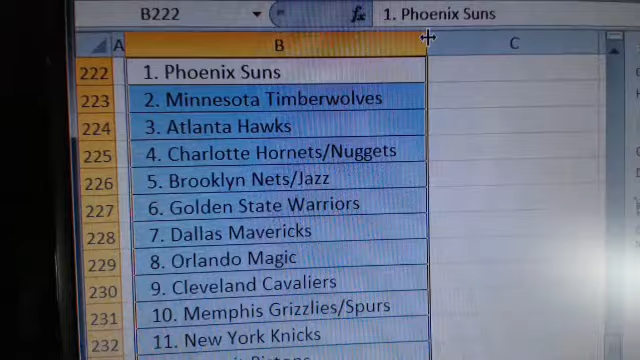 B222 fx 1. Phoenix Suns
A B C
222 1. Phoenix Suns
223 2. Minnesota Timberwolves
224 3. Atlanta Hawks
225 4. Charlotte Hornets/Nuggets
226 5. Brooklyn Nets/Jazz
227 6. Golden State Warriors
228 7. Dallas Mavericks
229 8. Orlando Magic
230 9. Cleveland Cavaliers
231 10. Memphis Grizzlies/Spurs
232 11. New York Knicks